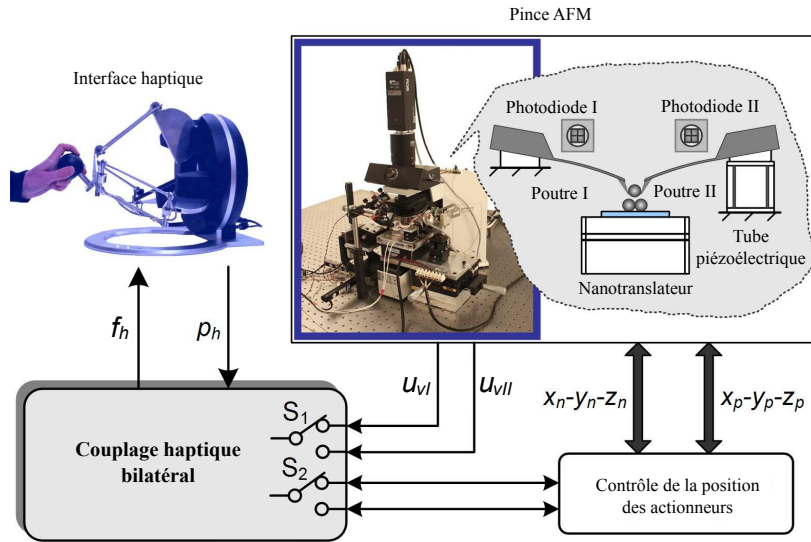 Pince AFM
Interface haptique
Photodiode I
Photodiode II
Poutre I
Poutre II
Tube
piézoélectrique
Nanotranslateur
f_h
p_h
u_vI
u_vII
x_n-y_n-z_n
x_p-y_p-z_p
S_1
Couplage haptique
bilatéral
S_2
Contrôle de la position
des actionneurs